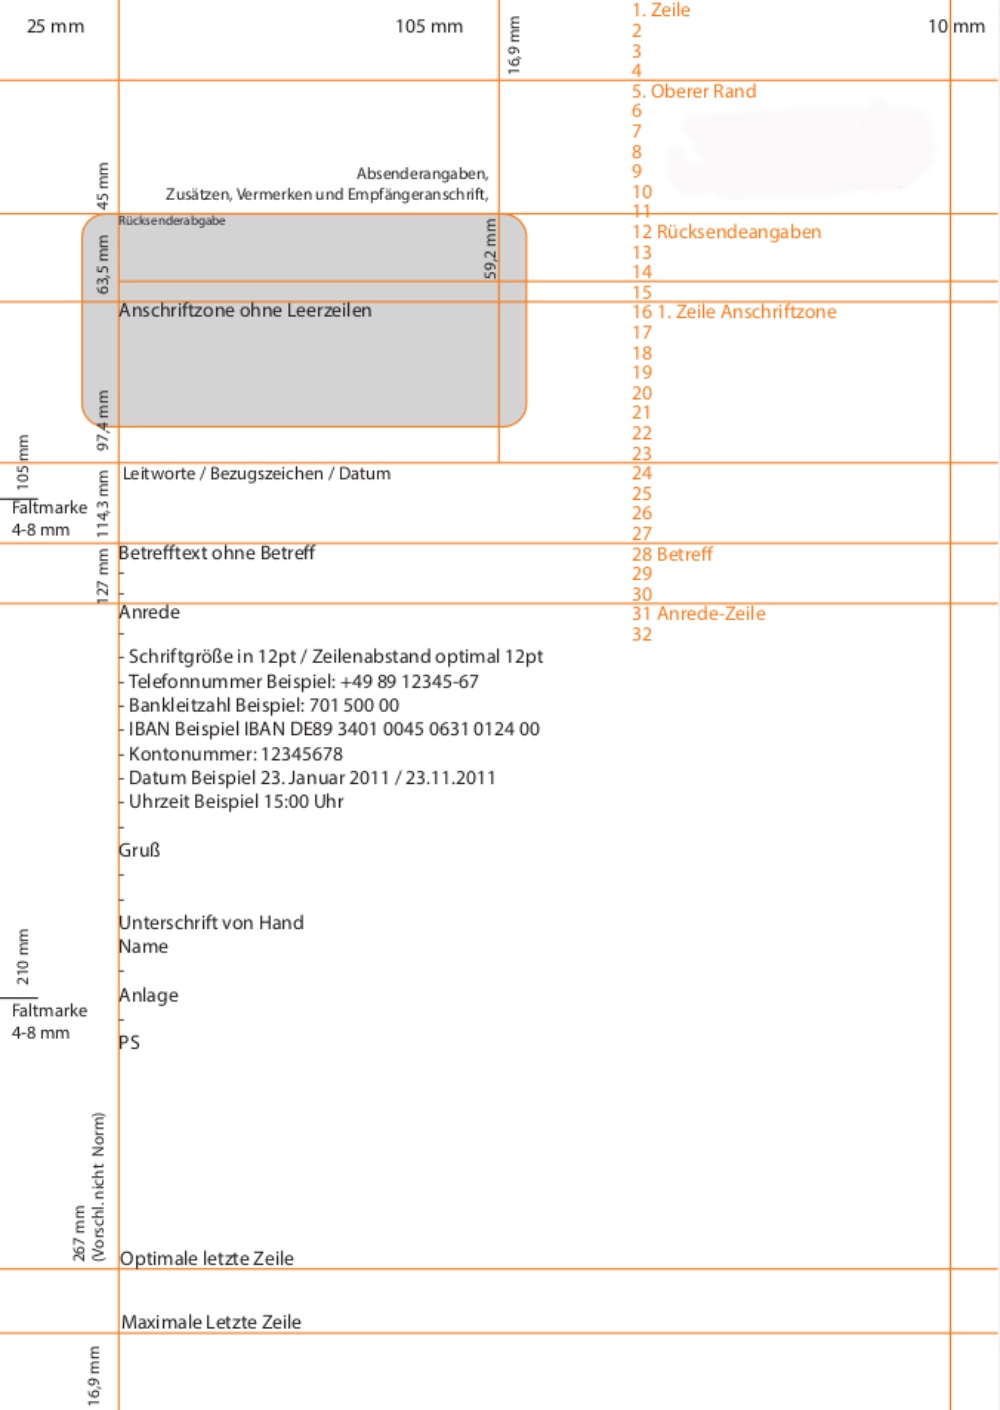 25 mm
105 mm
16,9 mm
1. Zeile
10 mm
2
3
4
5. Oberer Rand
6
7
8
45 mm
Absenderangaben,
9
Zusätzen, Vermerken und Empfängeranschrift,
10
11
Rücksenderabgabe
59,2 mm
12 Rücksendeangaben
63,5 mm
13
14
15
Anschriftzone ohne Leerzeilen
16 1. Zeile Anschriftzone
17
18
19
20
21
97,4 mm
22
23
105 mm
Leitworte / Bezugszeichen / Datum
24
25
Faltmarke
4-8 mm
114,3 mm
26
27
Betrefftext ohne Betreff
28 Betreff
127 mm
-
29
-
30
Anrede
31 Anrede-Zeile
-
32
- Schriftgröße in 12pt / Zeilenabstand optimal 12pt
- Telefonnummer Beispiel: +49 89 12345-67
- Bankleitzahl Beispiel: 701 500 00
- IBAN Beispiel IBAN DE89 3401 0045 0631 0124 00
- Kontonummer: 12345678
- Datum Beispiel 23. Januar 2011 / 23.11.2011
- Uhrzeit Beispiel 15:00 Uhr
-
Gruß
-
-
Unterschrift von Hand
Name
210 mm
-
Anlage
Faltmarke
4-8 mm
-
PS
267 mm
(Vorschl. nicht Norm)
Optimale letzte Zeile
Maximale Letzte Zeile
16,9 mm